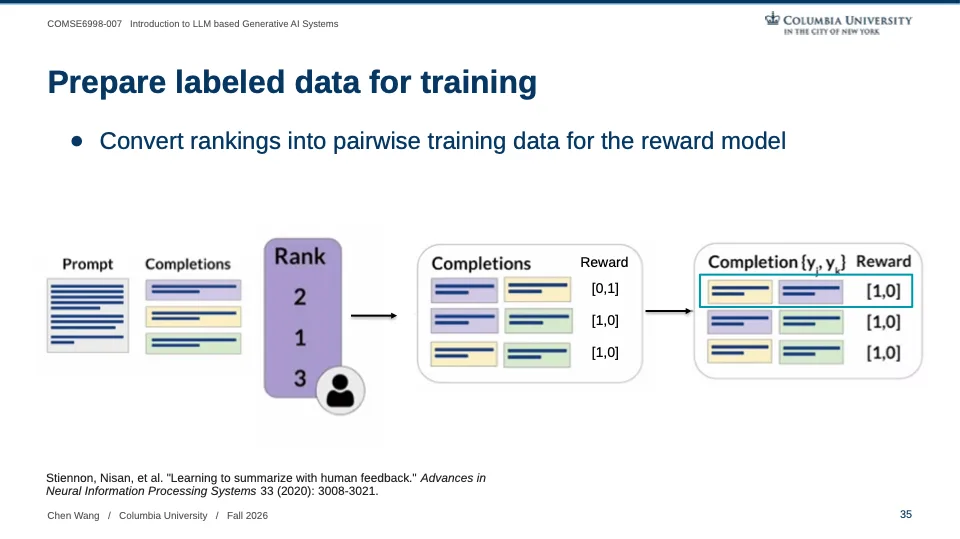 COMSE6998-007 Introduction to LLM based Generative AI Systems
COLUMBIA UNIVERSITY
IN THE CITY OF NEW YORK
Prepare labeled data for training
● Convert rankings into pairwise training data for the reward model
Prompt
Completions
Rank
2
1
3
Completions Reward
[0,1]
[1,0]
[1,0]
Completion {yj, yk} Reward
[1,0]
[1,0]
[1,0]
Stiennon, Nisan, et al. "Learning to summarize with human feedback." Advances in
Neural Information Processing Systems 33 (2020): 3008-3021.
Chen Wang / Columbia University / Fall 2026
35